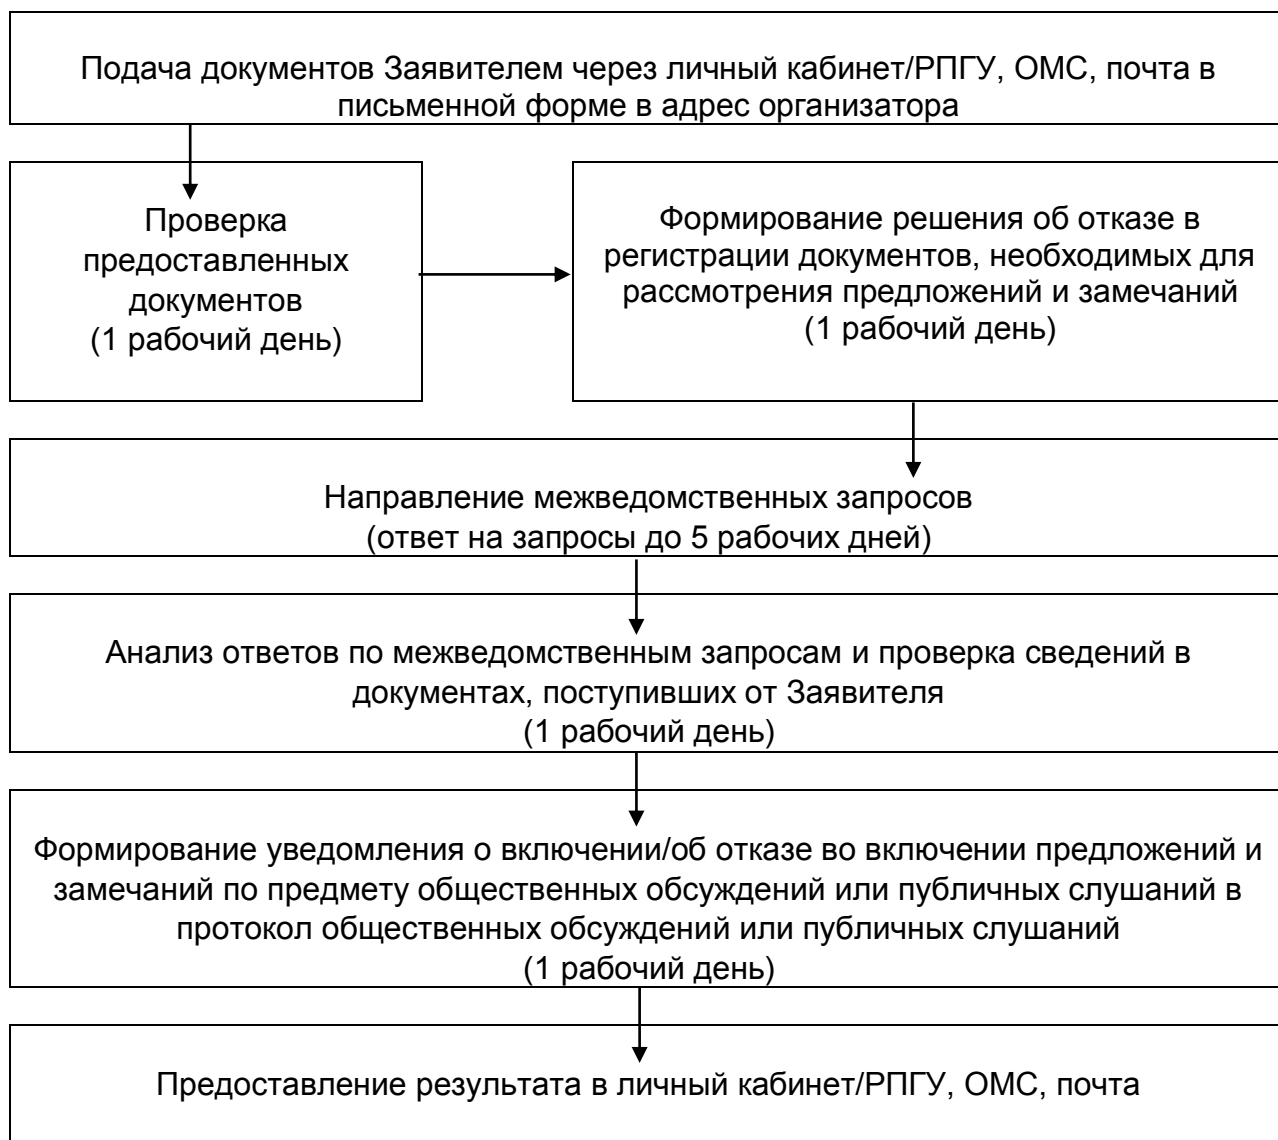 Подача документов Заявителем через личный кабинет/РПГУ, ОМС, почта в
письменной форме в адрес организатора
Проверка
предоставленных
документов
(1 рабочий день)
Формирование решения об отказе в
регистрации документов, необходимых для
рассмотрения предложений и замечаний
(1 рабочий день)
Направление межведомственных запросов
(ответ на запросы до 5 рабочих дней)
Анализ ответов по межведомственным запросам и проверка сведений в
документах, поступивших от Заявителя
(1 рабочий день)
Формирование уведомления о включении/об отказе во включении предложений и
замечаний по предмету общественных обсуждений или публичных слушаний в
протокол общественных обсуждений или публичных слушаний
(1 рабочий день)
Предоставление результата в личный кабинет/РПГУ, ОМС, почта